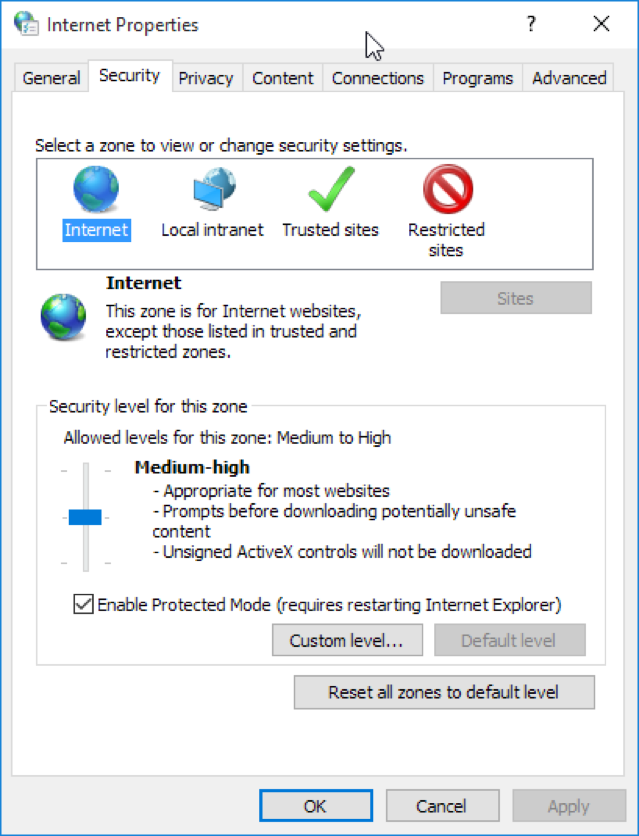 Internet Properties
?
General Security Privacy Content Connections Programs Advanced
Select a zone to view or change security settings.
Internet Local intranet Trusted sites Restricted
sites
Internet
Sites
This zone is for Internet websites,
except those listed in trusted and
restricted zones.
Security level for this zone
Allowed levels for this zone: Medium to High
Medium-high
- Appropriate for most websites
- Prompts before downloading potentially unsafe
content
- Unsigned ActiveX controls will not be downloaded
Enable Protected Mode (requires restarting Internet Explorer)
Custom level... Default level
Reset all zones to default level
OK Cancel Apply